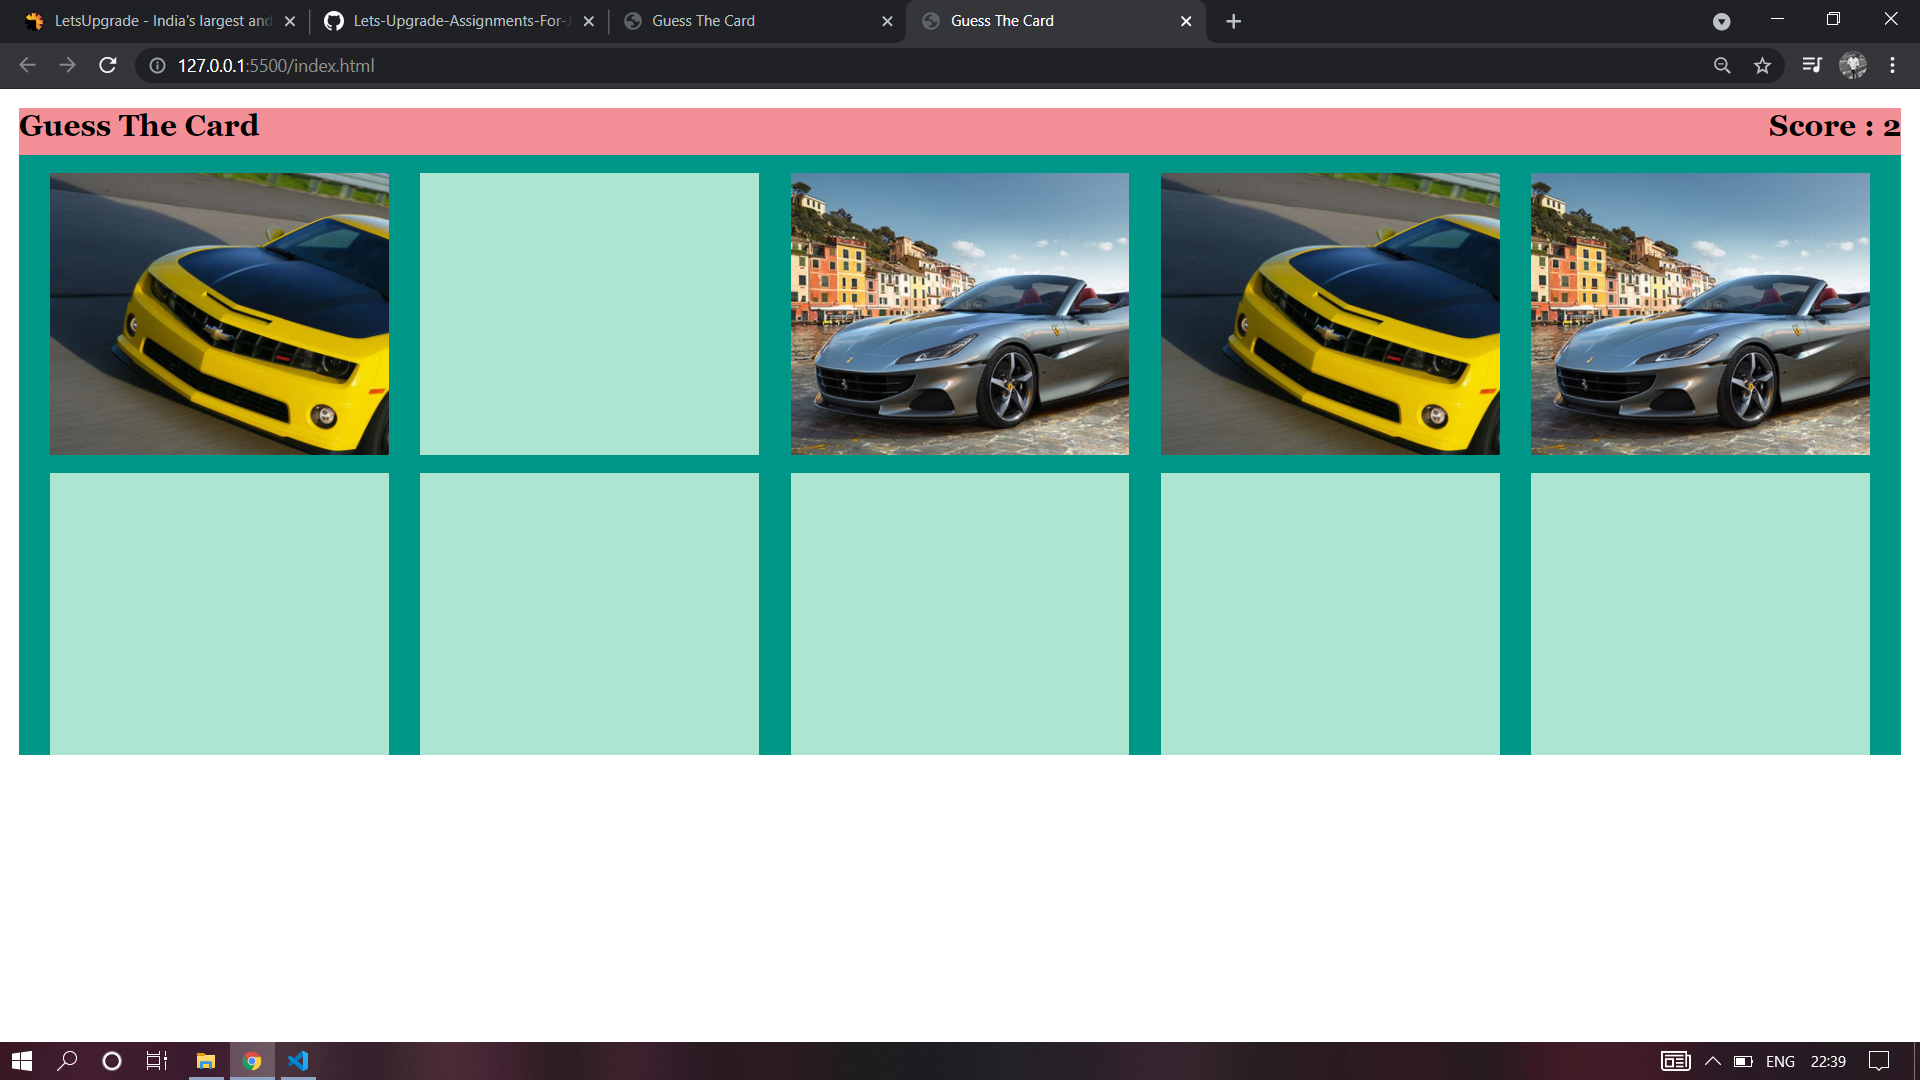 LetsUpgrade - India's largest and
Lets-Upgrade-Assignments-For-
Guess The Card
Guess The Card
127.0.0.1:5500/index.html
Guess The Card
Score : 2
ENG
22:39